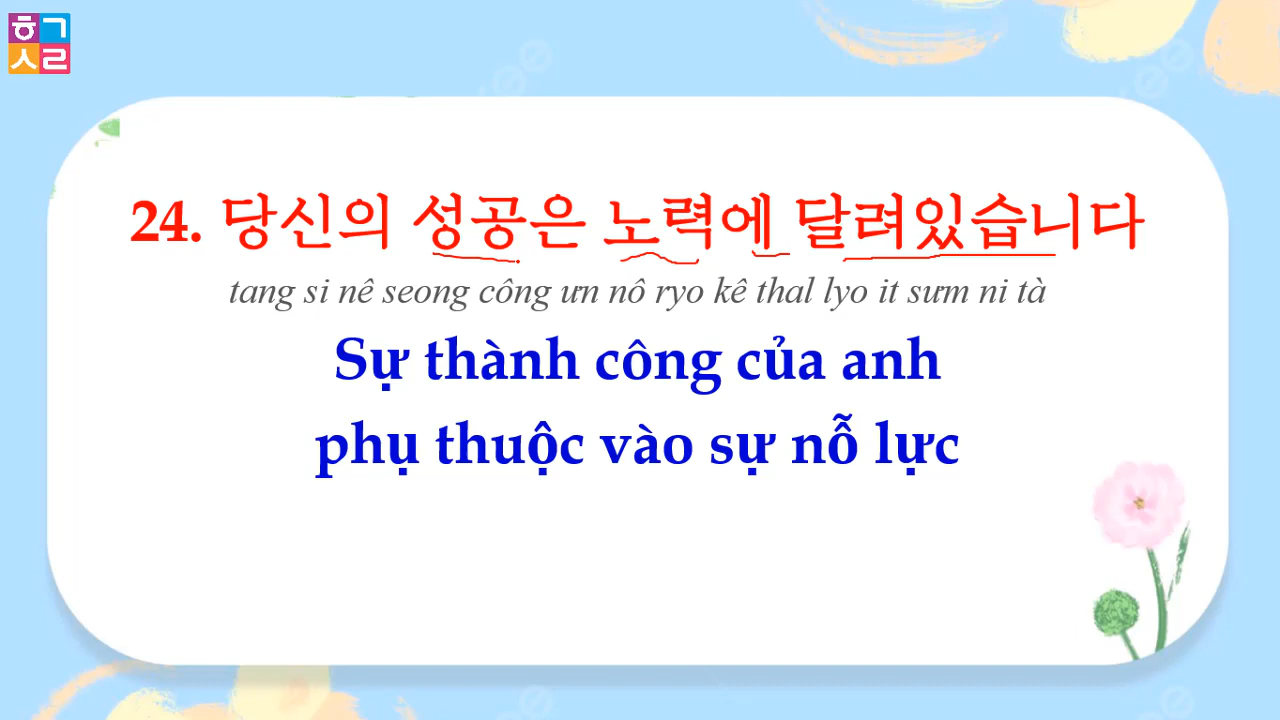 ㅎㄱ
ㅅㄹ
24. 당신의 성공은 노력에 달려있습니다
tang si nê seong công ưn nô ryo kê thal lyo it sưm ni tà
Sự thành công của anh
phụ thuộc vào sự nỗ lực